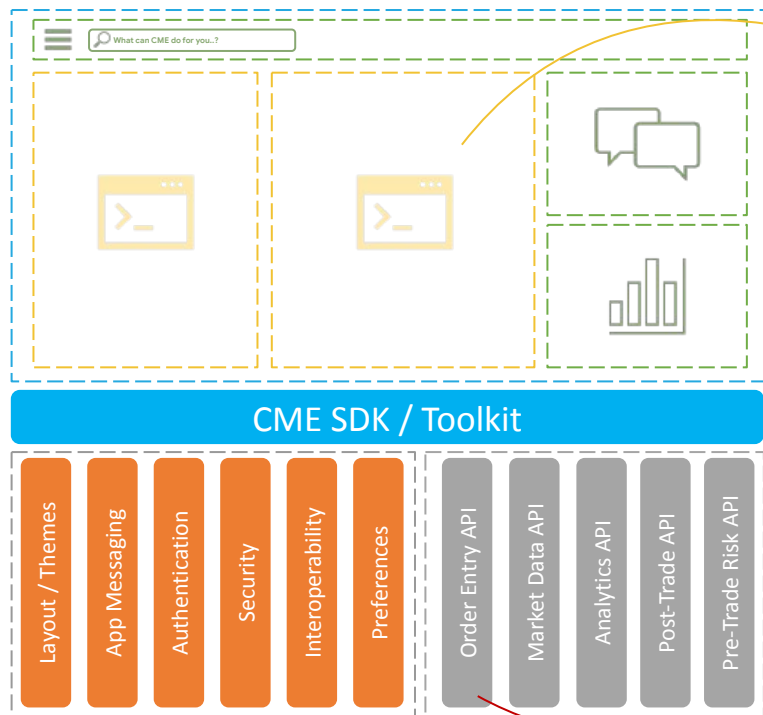 What can CME do for you..?
>_
>_
CME SDK / Toolkit
Layout / Themes
App Messaging
Authentication
Security
Interoperability
Preferences
Order Entry API
Market Data API
Analytics API
Post-Trade API
Pre-Trade Risk API